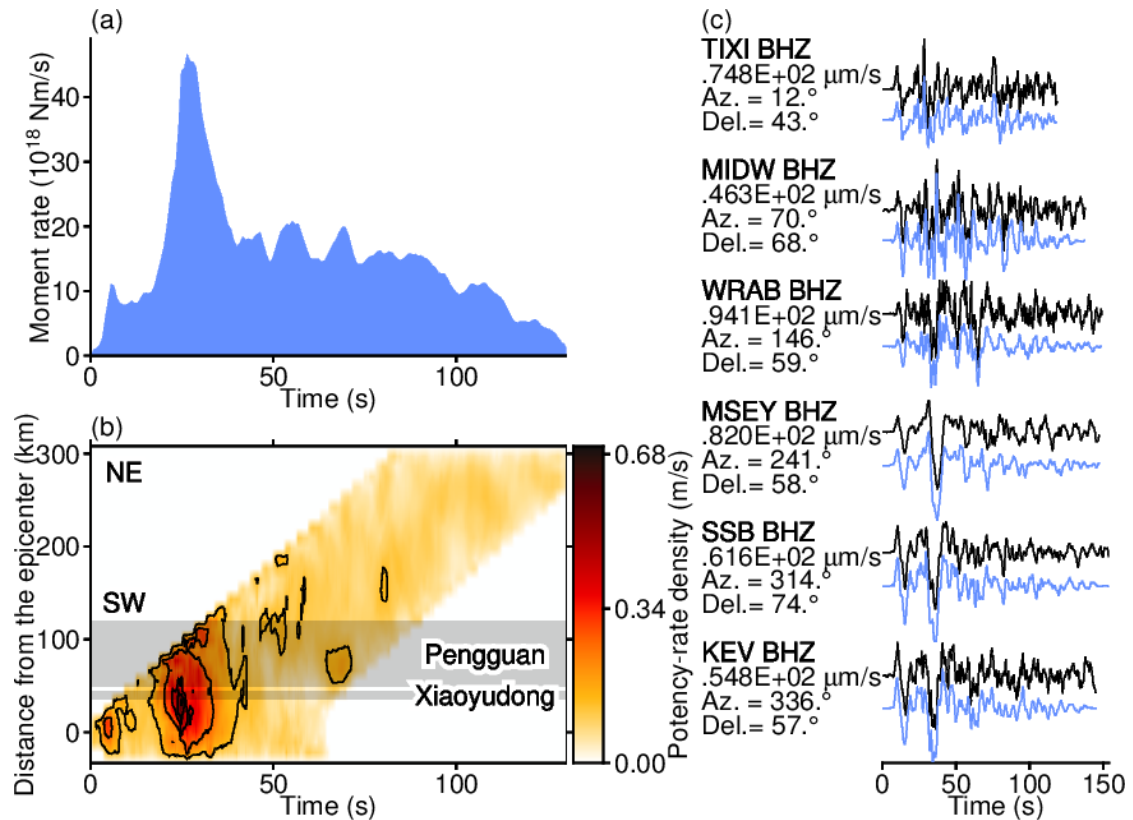 (a)
Moment rate (10¹⁸ Nm/s)
40
30
20
10
0
0
50
100
Time (s)
(b)
Distance from the epicenter (km)
300
200
100
0
NE
SW
Pengguan
Xiaoyudong
0
50
100
Time (s)
0.68
0.34
0.00
Potency-rate density (m/s)
(c)
TIXI BHZ
.748E+02 μm/s
Az. = 12.°
Del.= 43.°
MIDW BHZ
.463E+02 μm/s
Az. = 70.°
Del.= 68.°
WRAB BHZ
.941E+02 μm/s
Az. = 146.°
Del.= 59.°
MSEY BHZ
.820E+02 μm/s
Az. = 241.°
Del.= 58.°
SSB BHZ
.616E+02 μm/s
Az. = 314.°
Del.= 74.°
KEV BHZ
.548E+02 μm/s
Az. = 336.°
Del.= 57.°
0
50
100
150
Time (s)